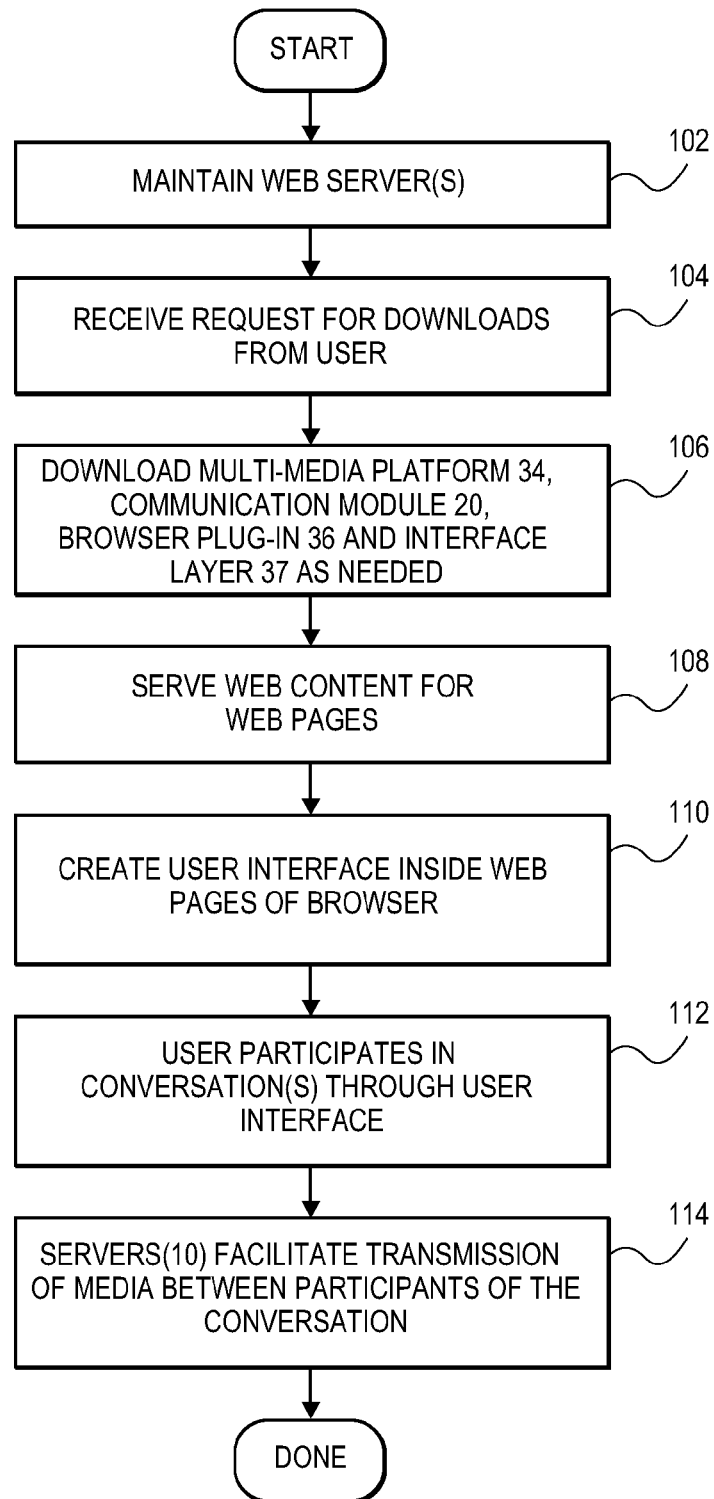 START
102
MAINTAIN WEB SERVER(S)
104
RECEIVE REQUEST FOR DOWNLOADS
FROM USER
106
DOWNLOAD MULTI-MEDIA PLATFORM 34,
COMMUNICATION MODULE 20,
BROWSER PLUG-IN 36 AND INTERFACE
LAYER 37 AS NEEDED
108
SERVE WEB CONTENT FOR
WEB PAGES
110
CREATE USER INTERFACE INSIDE WEB
PAGES OF BROWSER
112
USER PARTICIPATES IN
CONVERSATION(S) THROUGH USER
INTERFACE
114
SERVERS(10) FACILITATE TRANSMISSION
OF MEDIA BETWEEN PARTICIPANTS OF THE
CONVERSATION
DONE